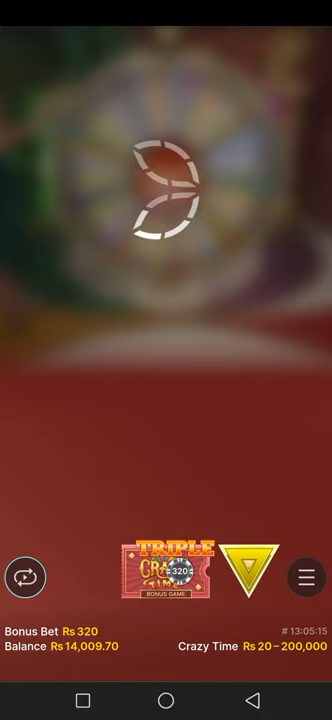 TRIPLE
CRAZY
TIME
320
BONUS GAME
Bonus Bet Rs 320
# 13:05:15
Balance Rs 14,009.70
Crazy Time Rs 20 – 200,000